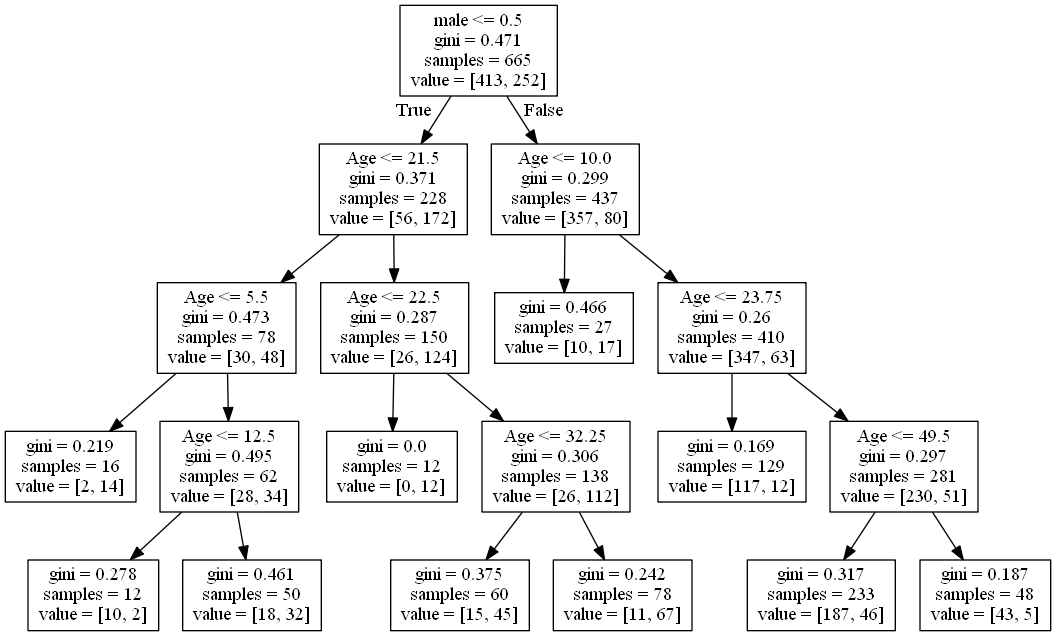 male <= 0.5
gini = 0.471
samples = 665
value = [413, 252]
True
False
Age <= 21.5
gini = 0.371
samples = 228
value = [56, 172]
Age <= 10.0
gini = 0.299
samples = 437
value = [357, 80]
Age <= 5.5
gini = 0.473
samples = 78
value = [30, 48]
Age <= 22.5
gini = 0.287
samples = 150
value = [26, 124]
gini = 0.466
samples = 27
value = [10, 17]
Age <= 23.75
gini = 0.26
samples = 410
value = [347, 63]
gini = 0.219
samples = 16
value = [2, 14]
Age <= 12.5
gini = 0.495
samples = 62
value = [28, 34]
gini = 0.0
samples = 12
value = [0, 12]
Age <= 32.25
gini = 0.306
samples = 138
value = [26, 112]
gini = 0.169
samples = 129
value = [117, 12]
Age <= 49.5
gini = 0.297
samples = 281
value = [230, 51]
gini = 0.278
samples = 12
value = [10, 2]
gini = 0.461
samples = 50
value = [18, 32]
gini = 0.375
samples = 60
value = [15, 45]
gini = 0.242
samples = 78
value = [11, 67]
gini = 0.317
samples = 233
value = [187, 46]
gini = 0.187
samples = 48
value = [43, 5]